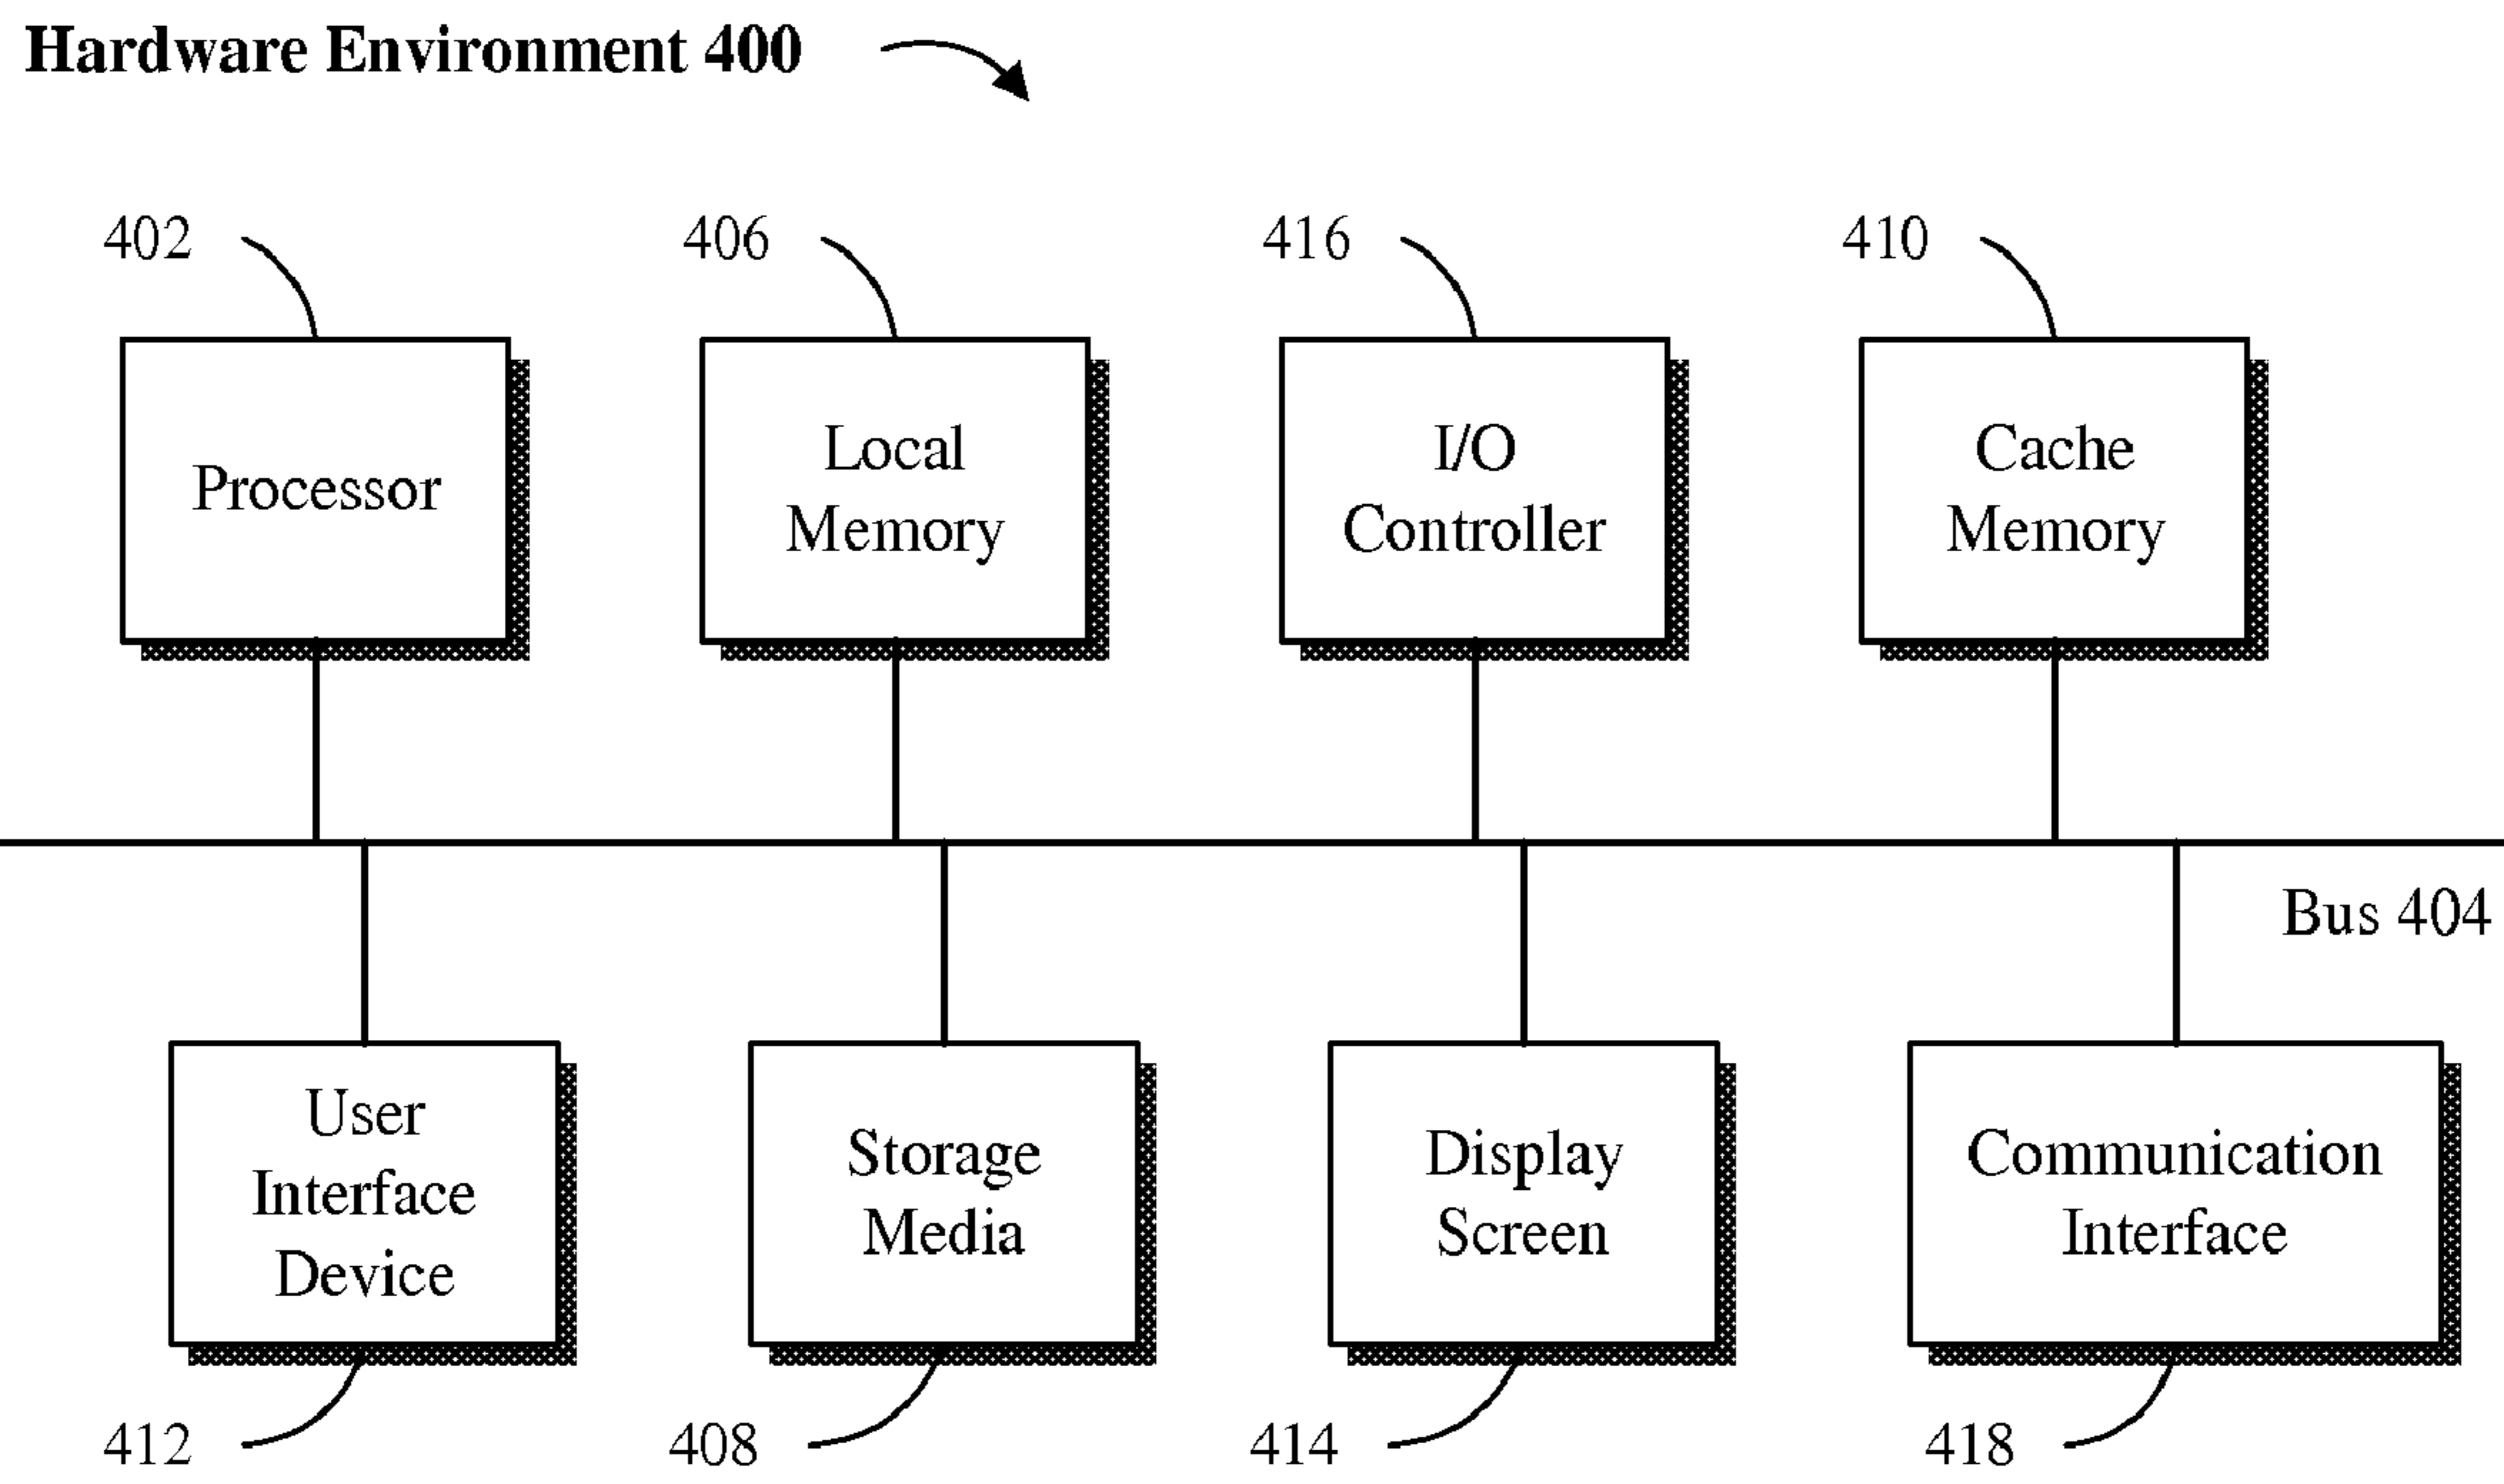 Hardware Environment 400
402
406
416
410
Processor
Local
Memory
I/O
Controller
Cache
Memory
Bus 404
User
Interface
Device
Storage
Media
Display
Screen
Communication
Interface
412
408
414
418